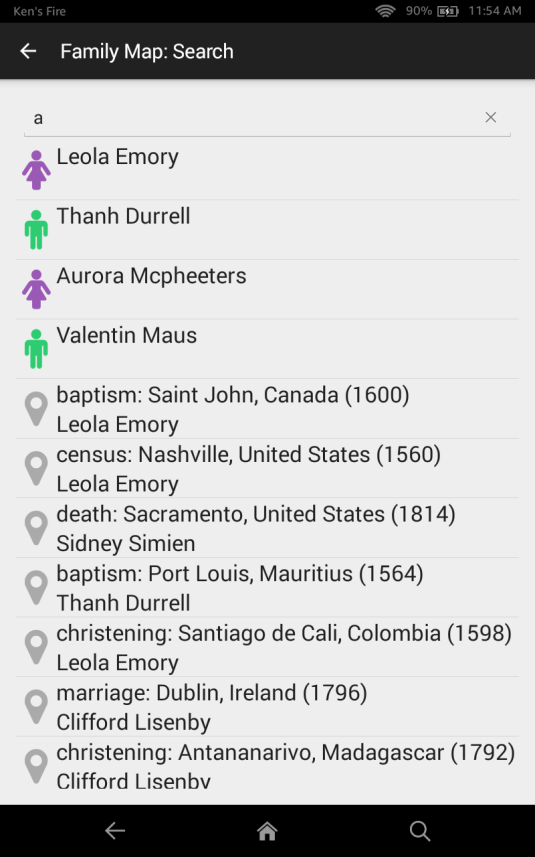 Ken's Fire 90% 11:54 AM
Family Map: Search
a
Leola Emory
Thanh Durrell
Aurora Mcpheeters
Valentin Maus
baptism: Saint John, Canada (1600)
Leola Emory
census: Nashville, United States (1560)
Leola Emory
death: Sacramento, United States (1814)
Sidney Simien
baptism: Port Louis, Mauritius (1564)
Thanh Durrell
christening: Santiago de Cali, Colombia (1598)
Leola Emory
marriage: Dublin, Ireland (1796)
Clifford Lisenby
christening: Antananarivo, Madagascar (1792)
Clifford Lisenby